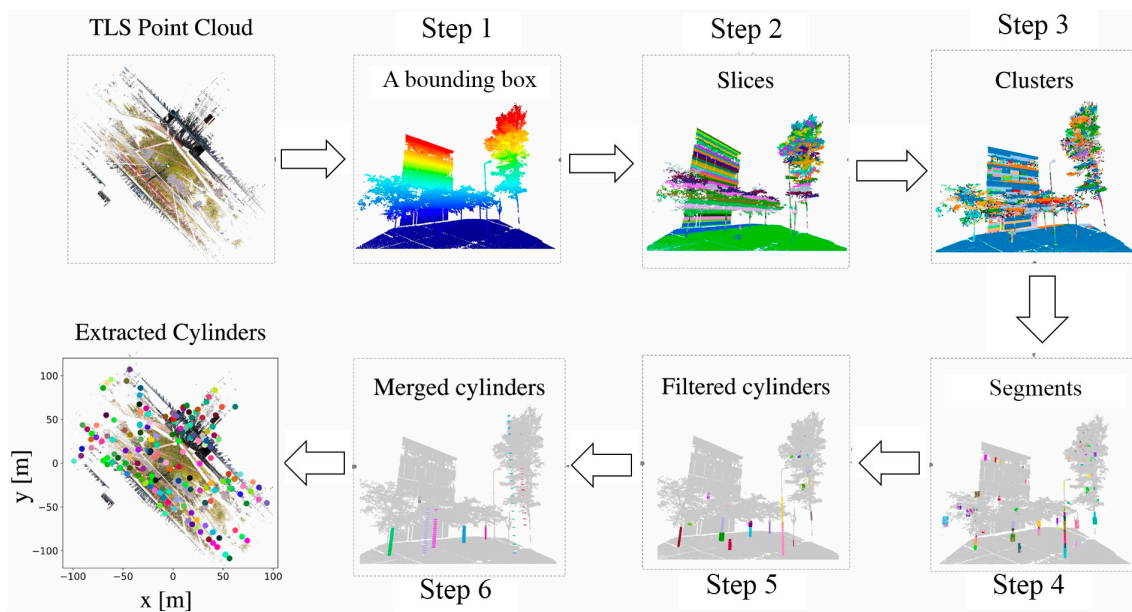 TLS Point Cloud
Step 1
Step 2
Step 3
A bounding box
Slices
Clusters
Extracted Cylinders
Merged cylinders
Filtered cylinders
Segments
100
50
0
−50
−100
y [m]
−100
−50
0
50
100
x [m]
Step 6
Step 5
Step 4